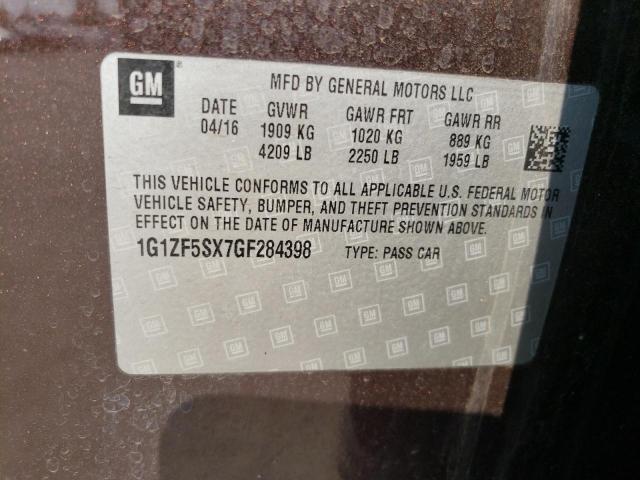 GM
MFD BY GENERAL MOTORS LLC
DATE GVWR GAWR FRT GAWR RR
04/16 1909 KG 1020 KG 889 KG
4209 LB 2250 LB 1959 LB
THIS VEHICLE CONFORMS TO ALL APPLICABLE U.S. FEDERAL MOTOR
VEHICLE SAFETY, BUMPER, AND THEFT PREVENTION STANDARDS IN
EFFECT ON THE DATE OF MANUFACTURE SHOWN ABOVE.
1G1ZF5SX7GF284398 TYPE: PASS CAR